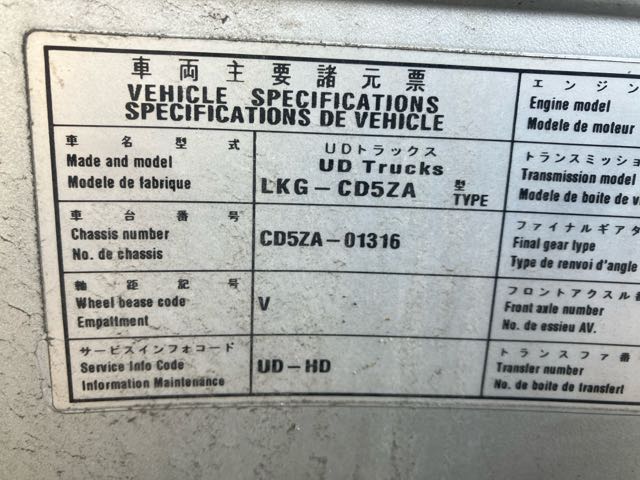 車両主要諸元票
VEHICLE SPECIFICATIONS
SPECIFICATIONS DE VEHICLE
車名型式
Made and model
Modele de fabrique
UDトラックス
UD Trucks
LKG-CD5ZA 型 TYPE
車台番号
Chassis number
No. de chassis
CD5ZA-01316
軸距記号
Wheel bease code
Empattment
V
サービスインフォコード
Service Info Code
Information Maintenance
UD-HD
エンジン
Engine model
Modele de moteur
トランスミッショ
Transmission model
Modele de boite de vi
ファイナルギアタ
Final gear type
Type de renvoi d'angle
フロントアクスル番
Front axle number
No. de essieu AV.
トランスファ番
Transfer number
No. de boite de transfert